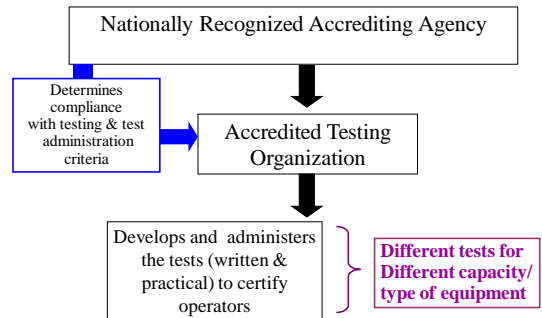 Nationally Recognized Accrediting Agency
Determines
compliance
with testing & test
administration
criteria
Accredited Testing
Organization
Develops and administers
the tests (written &
practical) to certify
operators
Different tests for
Different capacity/
type of equipment